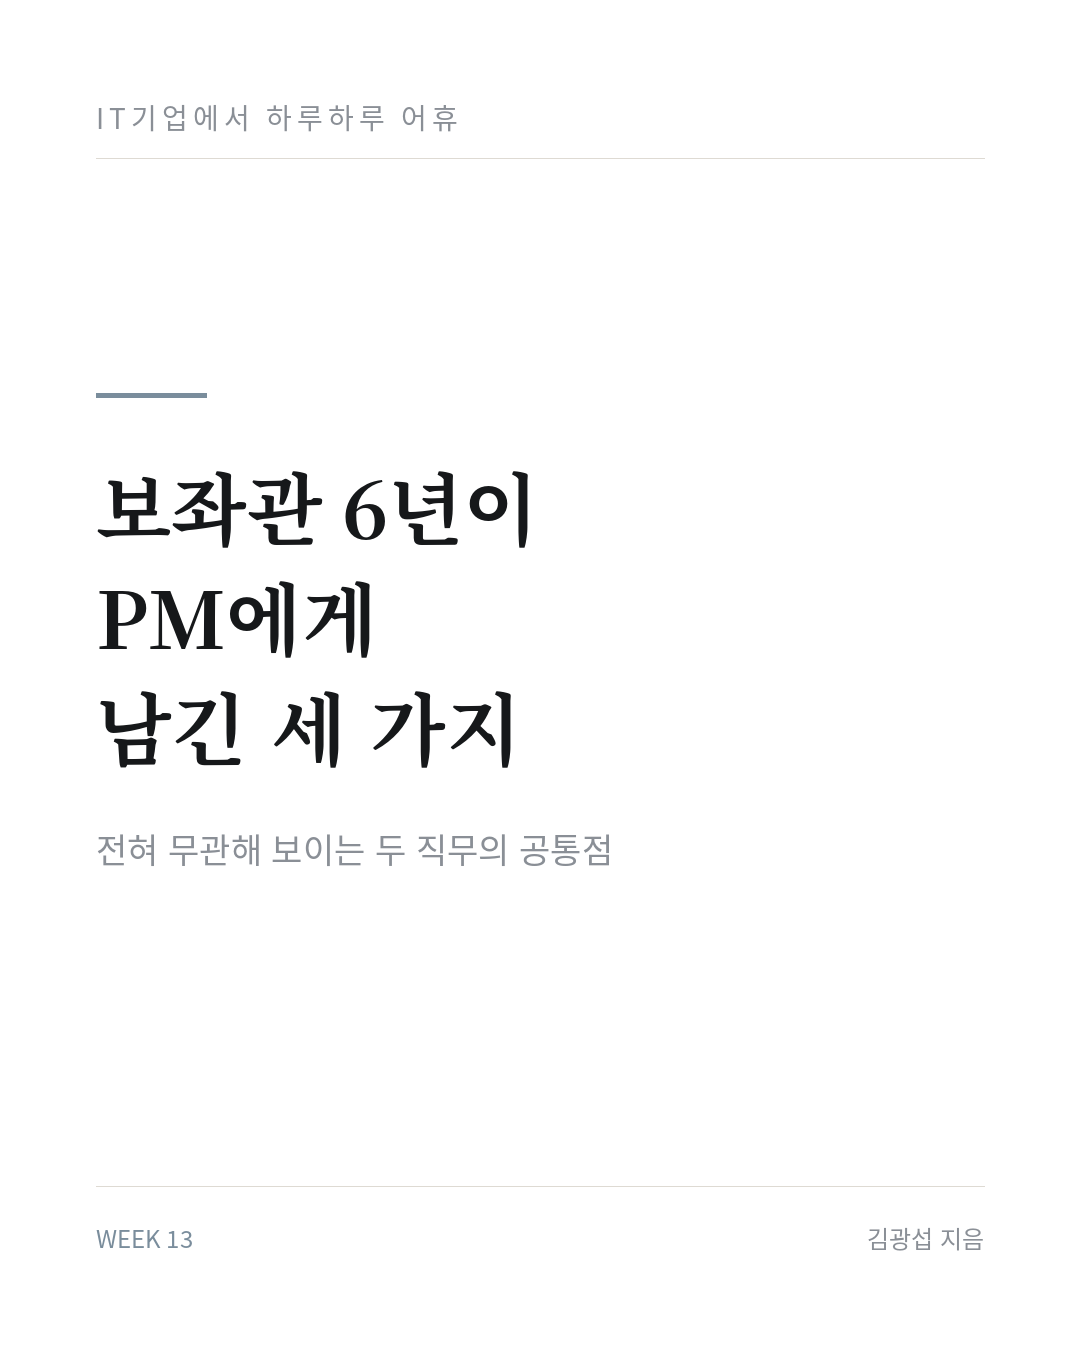 IT기업에서 하루하루 어휴
보좌관 6년이
PM에게
남긴 세 가지
전혀 무관해 보이는 두 직무의 공통점
WEEK 13
김광섭 지음